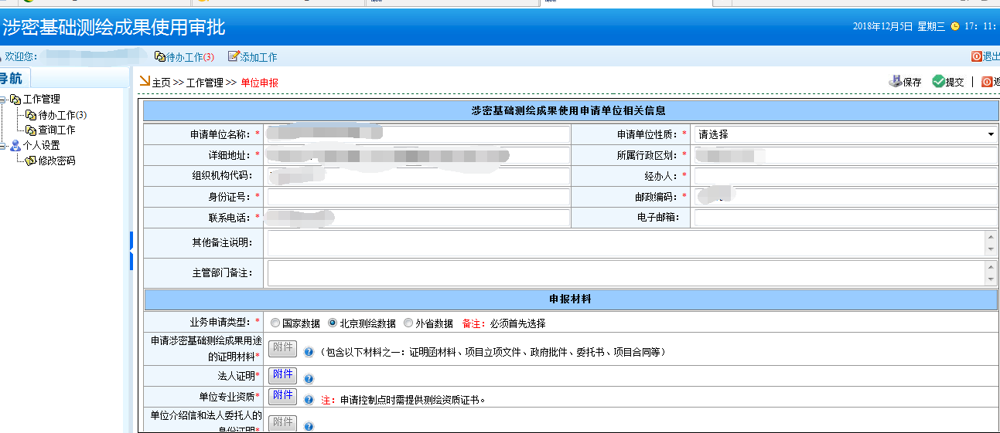 涉密基础测绘成果使用审批
2018年12月5日 星期三 17: 11:
欢迎您: 待办工作(3) 添加工作 退出
导航
主页 >> 工作管理 >> 单位申报 保存 提交 |
工作管理
待办工作(3)
查询工作
个人设置
修改密码
涉密基础测绘成果使用申请单位相关信息
申请单位名称: * 申请单位性质: * 请选择
详细地址: * 所属行政区划: *
组织机构代码: 经办人: *
身份证号: * 邮政编码: *
联系电话: * 电子邮箱:
其他备注说明:
主管部门备注:
申报材料
业务申请类型: * 国家数据 北京测绘数据 外省数据 备注: 必须首先选择
申请涉密基础测绘成果用途
的证明材料* 附件 (包含以下材料之一: 证明函材料、项目立项文件、政府批件、委托书、项目合同等)
法人证明* 附件
单位专业资质* 附件 注: 申请控制点时需提供测绘资质证书。
单位介绍信和法人委托人的
身份证明* 附件